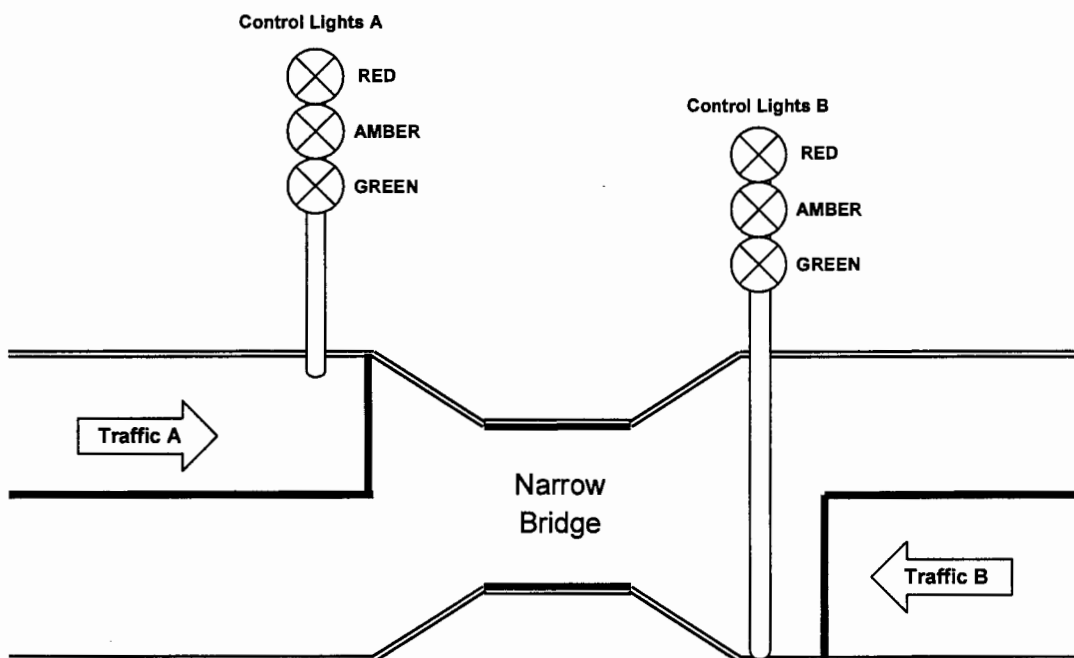 Control Lights A
RED
AMBER
GREEN
Control Lights B
RED
AMBER
GREEN
Traffic A
Narrow
Bridge
Traffic B